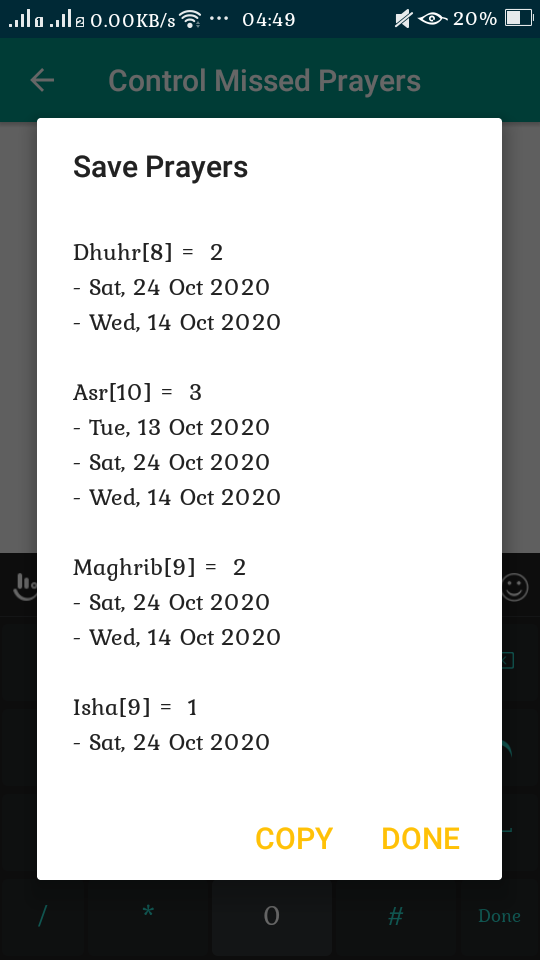 0.00KB/s ••• 04:49 20%
Control Missed Prayers
Save Prayers
Dhuhr[8] = 2
- Sat, 24 Oct 2020
- Wed, 14 Oct 2020
Asr[10] = 3
- Tue, 13 Oct 2020
- Sat, 24 Oct 2020
- Wed, 14 Oct 2020
Maghrib[9] = 2
- Sat, 24 Oct 2020
- Wed, 14 Oct 2020
Isha[9] = 1
- Sat, 24 Oct 2020
COPY DONE
/ * 0 # Done